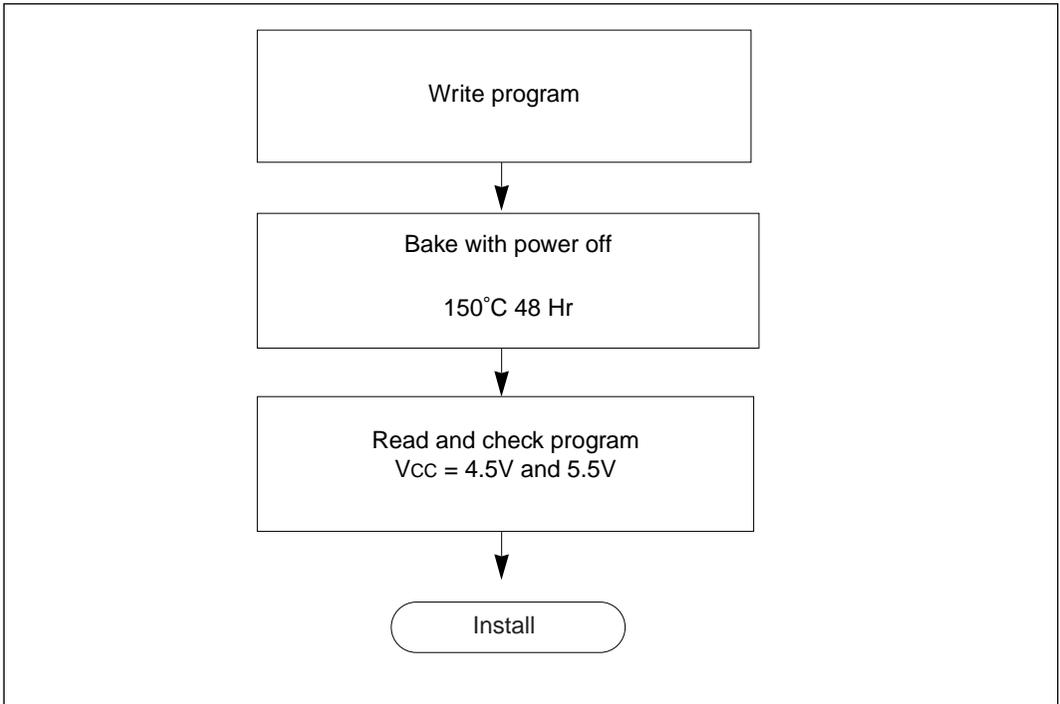 Write program
Bake with power off
150°C 48 Hr
Read and check program
VCC = 4.5V and 5.5V
Install